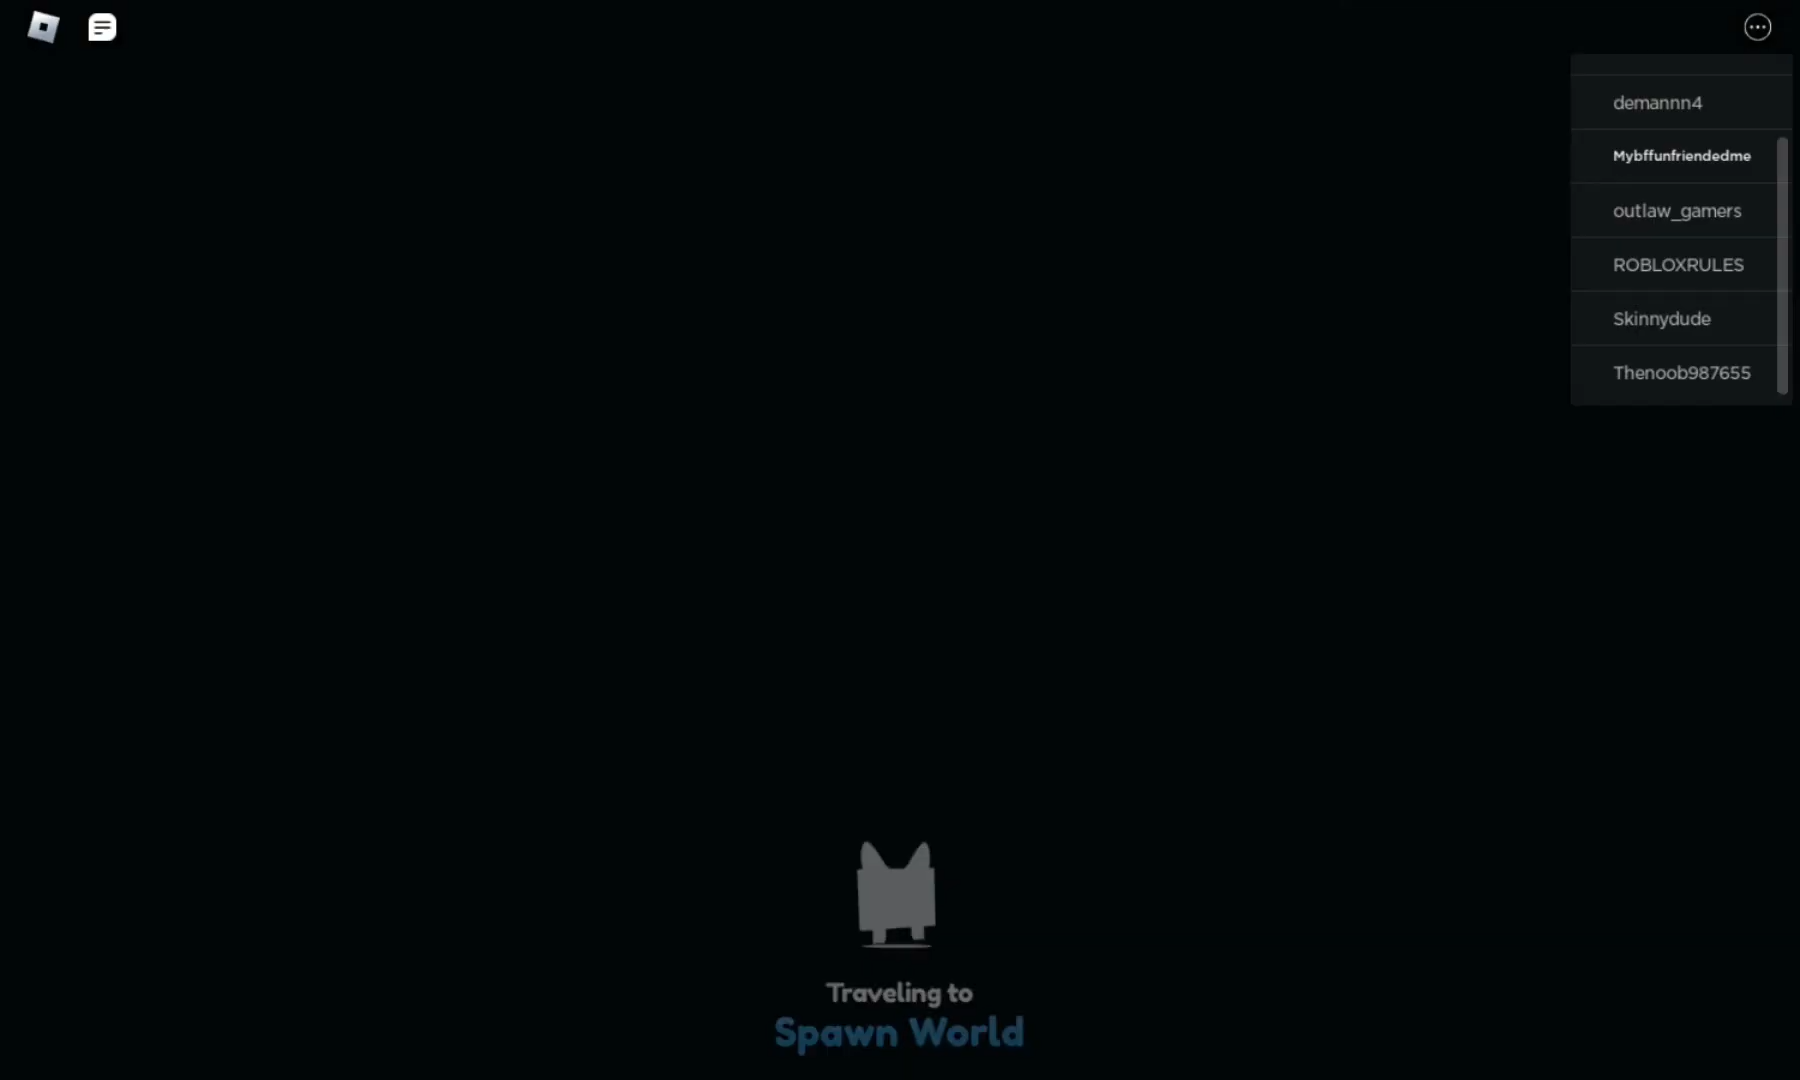 demannn4
Mybffunfriendedme
outlaw_gamers
ROBLOXRULES
Skinnydude
Thenoob987655
Traveling to
Spawn World